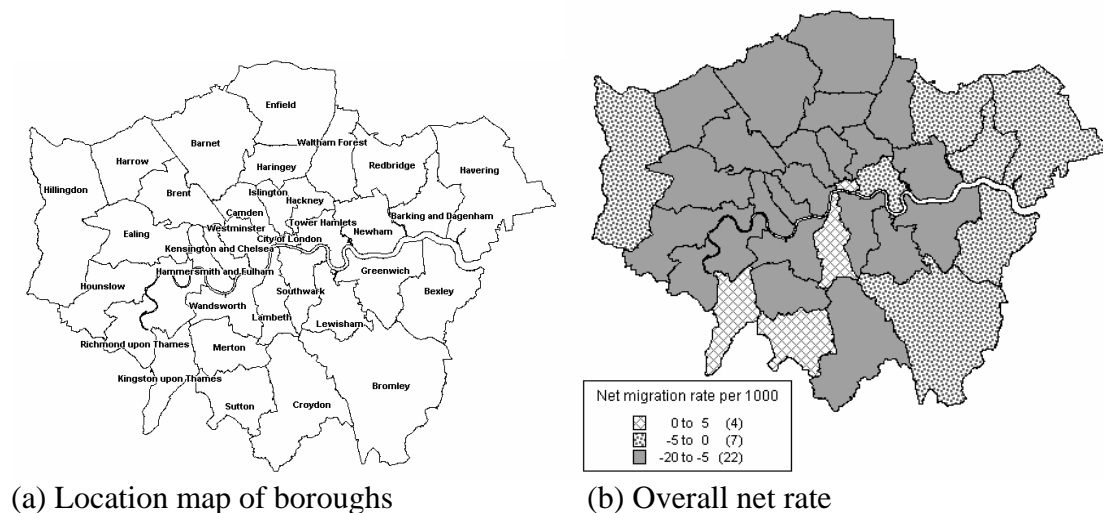 Enfield
Barnet
Waltham Forest
Harrow
Haringey
Redbridge
Havering
Hillingdon
Brent
Islington
Hackney
Camden
Barking and Dagenham
Tower Hamlets
Westminster
Newham
Ealing
City of London
Kensington and Chelsea
Hammersmith and Fulham
Greenwich
Hounslow
Southwark
Bexley
Wandsworth
Lambeth
Lewisham
Richmond upon Thames
Merton
Kingston upon Thames
Bromley
Sutton
Croydon
Net migration rate per 1000
0 to 5 (4)
-5 to 0 (7)
-20 to -5 (22)
(a) Location map of boroughs
(b) Overall net rate